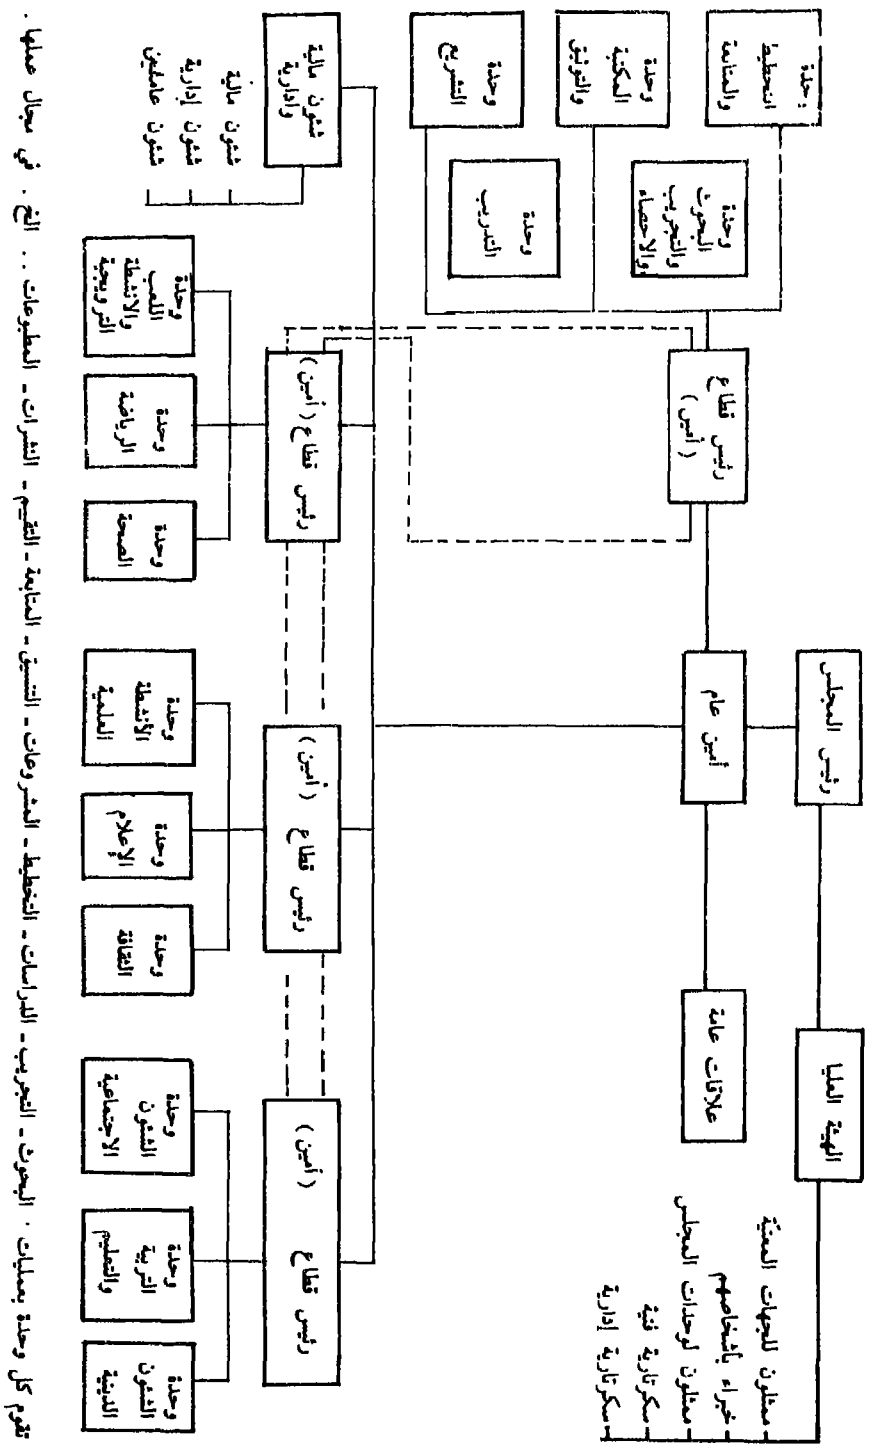 رئيس المجلس
الهيئة العليا
ممثلون للجهات المعنيّة
خبراء بأشخاصهم
ممثلون لوحدات المجلس
سكرتارية فنية
سكرتارية إدارية
أمين عام
علاقات عامة
رئيس قطاع
(أمين)
وحدة
التخطيط
والمتابعة
وحدة
البحوث
والتجريب
والاحصاء
وحدة
المكتبة
والتوثيق
وحدة
التدريب
وحدة
التشريع
شئون مالية
وإدارية
شئون مالية
شئون إدارية
شئون عاملين
رئيس قطاع (أمين)
وحدة
اللعب
والأنشطة
الترويحية
وحدة
الرياضة
وحدة
الصحة
رئيس قطاع (أمين)
وحدة
الأنشطة
العلمية
وحدة
الإعلام
وحدة
الثقافة
رئيس قطاع (أمين)
وحدة
الشئون
الاجتماعية
وحدة
التربية
والتعليم
وحدة
الشئون
الدينية
تقوم كل وحدة بعمليات . البحوث ـ التجريب ـ الدراسات ـ التخطيط ـ المشروعات ـ التنسيق ـ المتابعة ـ التقييم ـ النشرات ـ المطبوعات .. الخ . في مجال عملها .